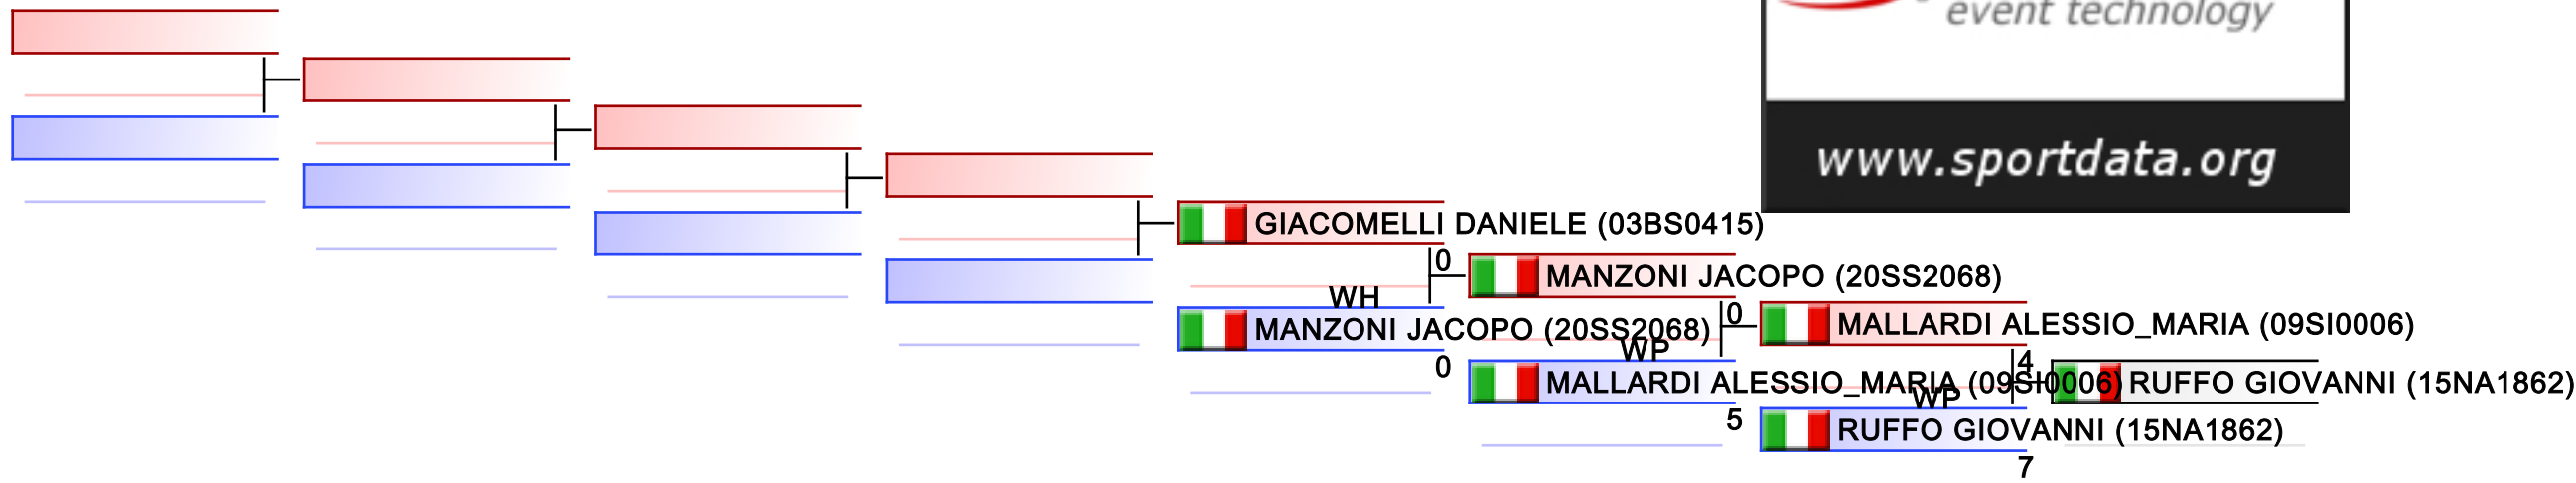 event technology
www.sportdata.org
GIACOMELLI DANIELE (03BS0415)
0
MANZONI JACOPO (20SS2068)
WH
0
MANZONI JACOPO (20SS2068)
MALLARDI ALESSIO_MARIA (09SI0006)
WP
0
4
MALLARDI ALESSIO_MARIA (09SI0006)
RUFFO GIOVANNI (15NA1862)
WP
5
RUFFO GIOVANNI (15NA1862)
7